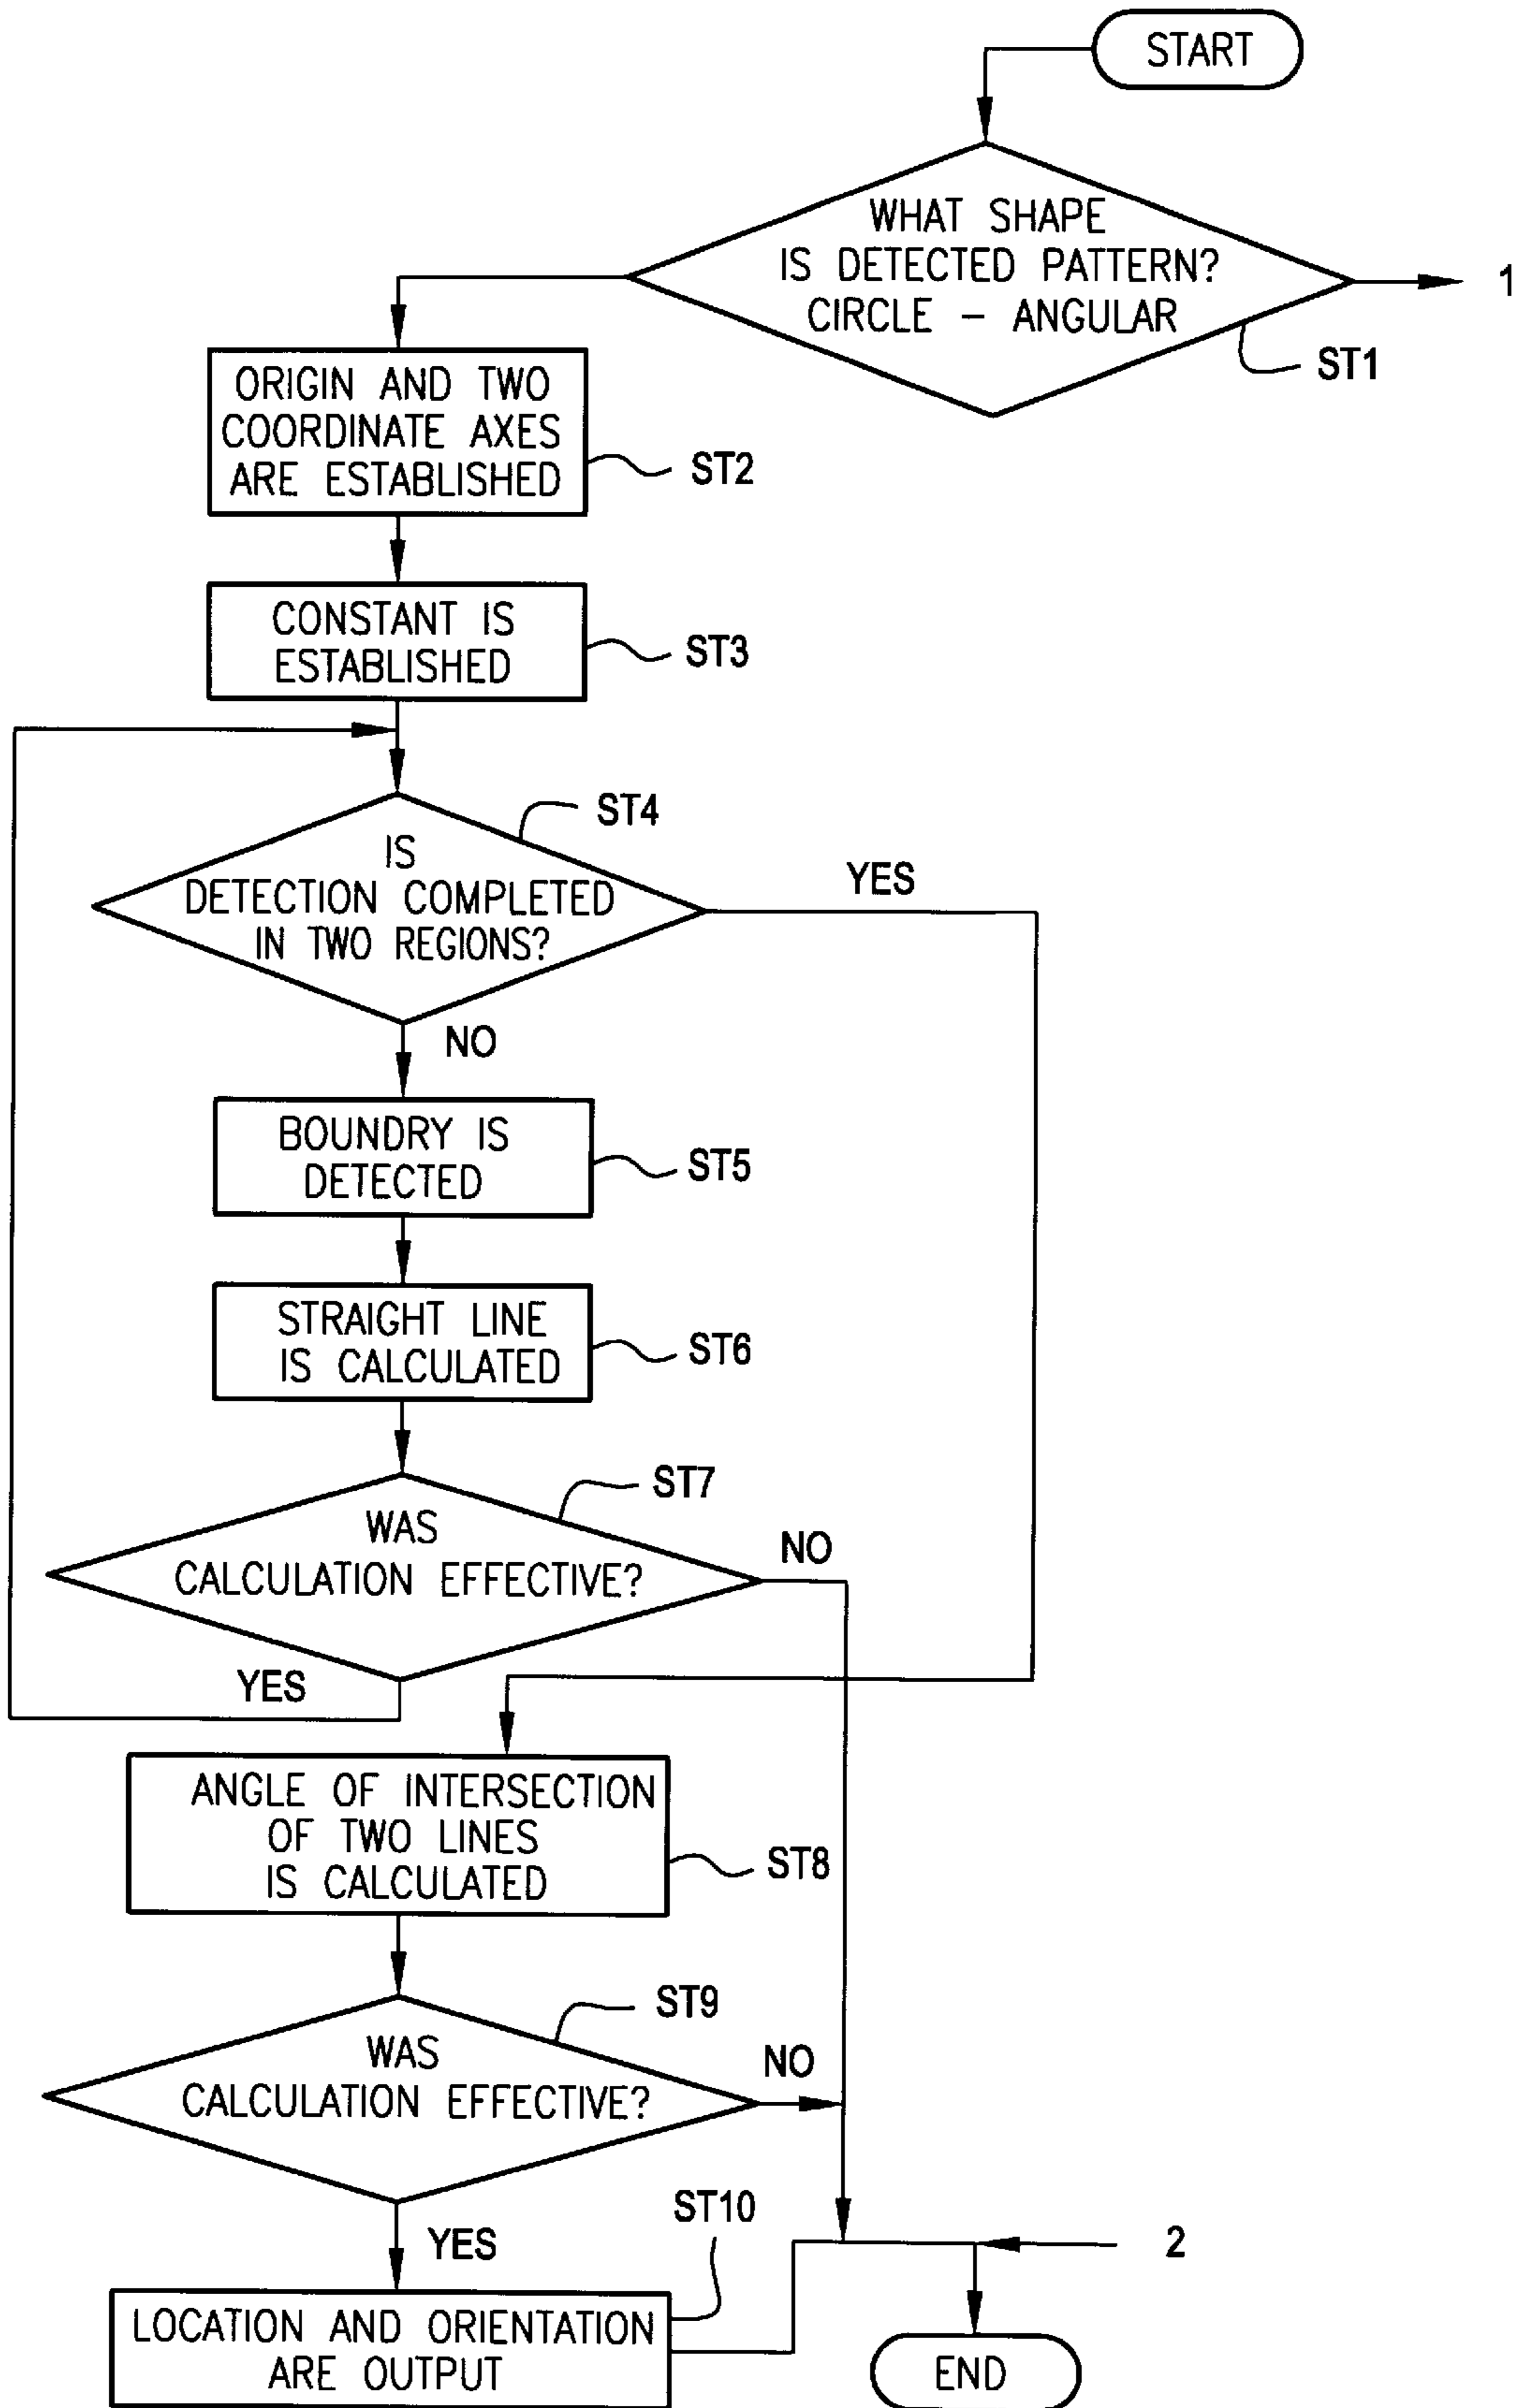 START
WHAT SHAPE
IS DETECTED PATTERN?
CIRCLE – ANGULAR
1
ST1
ORIGIN AND TWO
COORDINATE AXES
ARE ESTABLISHED
ST2
CONSTANT IS
ESTABLISHED
ST3
ST4
IS
DETECTION COMPLETED
IN TWO REGIONS?
YES
NO
BOUNDRY IS
DETECTED
ST5
STRAIGHT LINE
IS CALCULATED
ST6
ST7
WAS
CALCULATION EFFECTIVE?
NO
YES
ANGLE OF INTERSECTION
OF TWO LINES
IS CALCULATED
ST8
ST9
WAS
CALCULATION EFFECTIVE?
NO
YES
ST10
2
LOCATION AND ORIENTATION
ARE OUTPUT
END